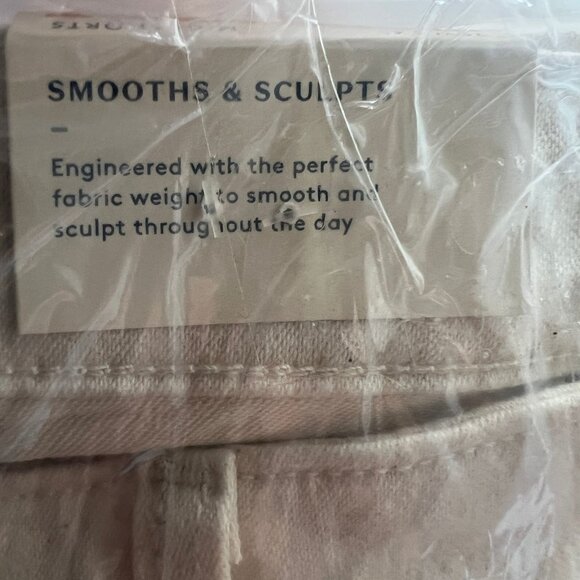 SMOOTHS & SCULPTS
Engineered with the perfect
fabric weight to smooth and
sculpt throughout the day